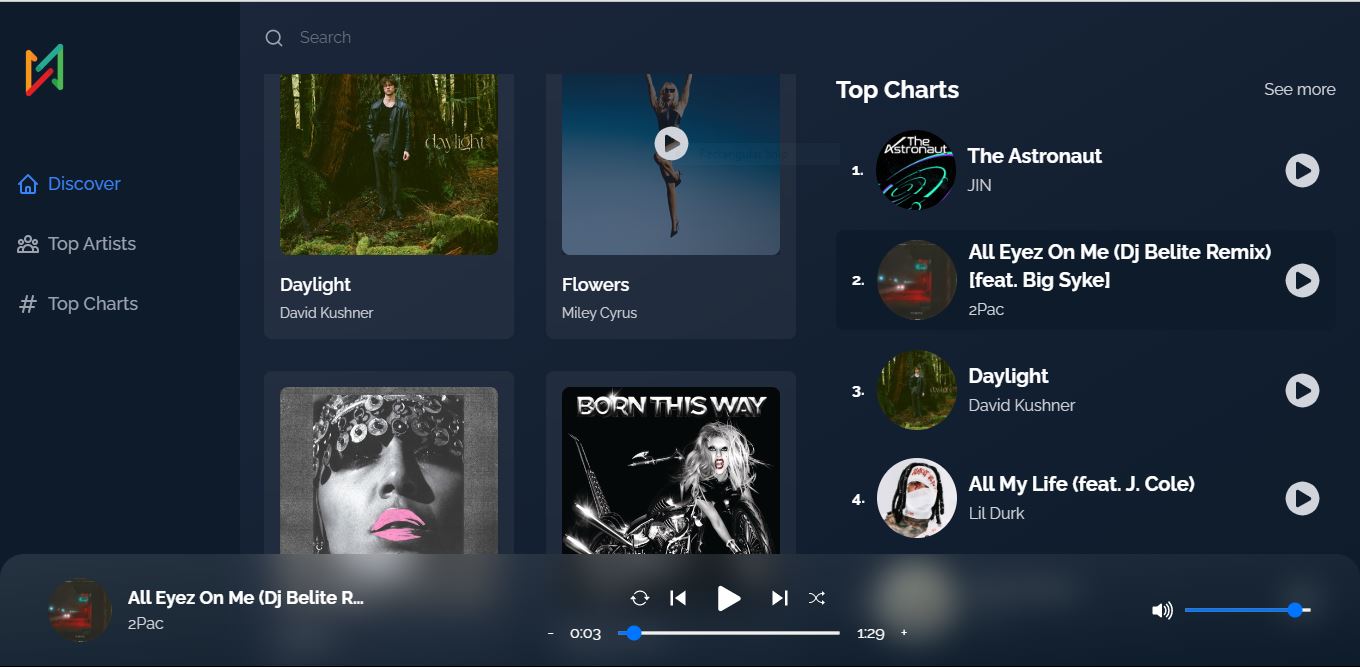 Search
Discover
Top Artists
Top Charts
daylight
Daylight
David Kushner
Rectangular Snip
Flowers
Miley Cyrus
BORN THIS WAY
Top Charts
See more
1.
The Astronaut
The Astronaut
JIN
2.
All Eyez On Me (Dj Belite Remix)
[feat. Big Syke]
2Pac
3.
daylight
Daylight
David Kushner
4.
All My Life (feat. J. Cole)
Lil Durk
All Eyez On Me (Dj Belite R...
2Pac
- 0:03 1:29 +